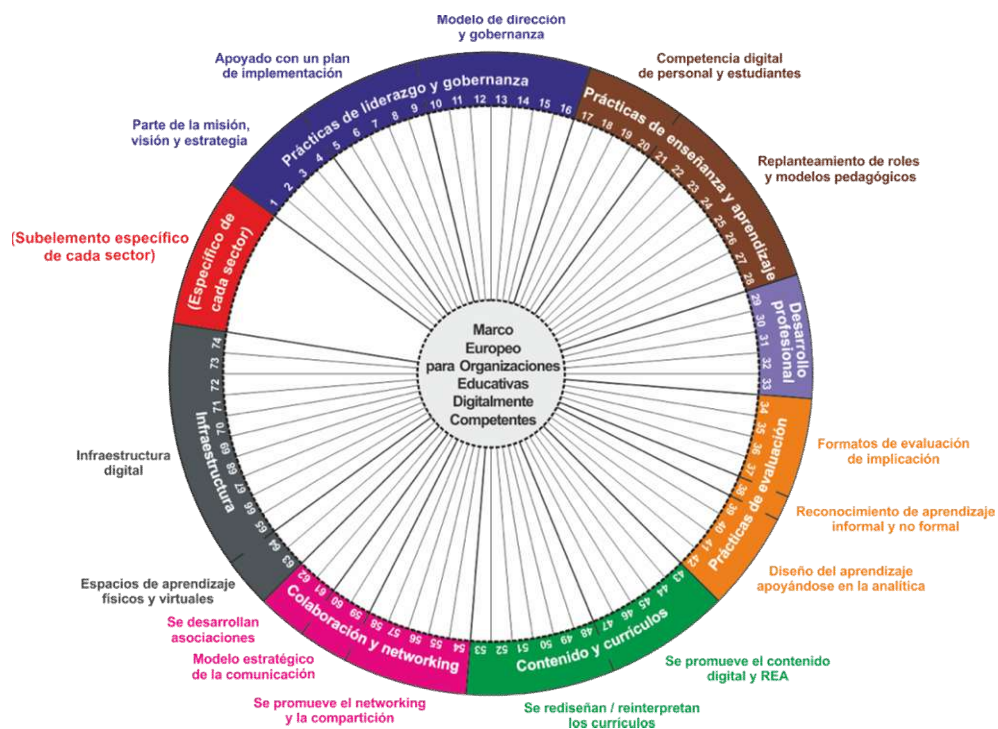 Modelo de dirección
y gobernanza
Apoyado con un plan
de implementación
Competencia digital
de personal y estudiantes
Parte de la misión,
visión y estrategia
Replanteamiento de roles
y modelos pedagógicos
(Subelemento específico
de cada sector)
Prácticas de liderazgo y gobernanza
1 2 3 4 5 6 7 8 9 10 11 12 13 14 15 16
Prácticas de enseñanza y aprendizaje
17 18 19 20 21 22 23 24 25 26 27 28
Desarrollo
profesional
29 30 31 32 33
Prácticas de evaluación
34 35 36 37 38 39 40 41 42
Contenido y currículos
43 44 45 46 47 48 49 50 51 52 53
Colaboración y networking
54 55 56 57 58 59 60 61 62
Infraestructura
63 64 65 66 67 68 69 70 71 72 73 74
(Específico de
cada sector)
Marco
Europeo
para Organizaciones
Educativas
Digitalmente
Competentes
Formatos de evaluación
de implicación
Reconocimiento de aprendizaje
informal y no formal
Diseño del aprendizaje
apoyándose en la analítica
Se promueve el contenido
digital y REA
Se rediseñan / reinterpretan
los currículos
Se promueve el networking
y la compartición
Modelo estratégico
de la comunicación
Se desarrollan
asociaciones
Espacios de aprendizaje
físicos y virtuales
Infraestructura
digital